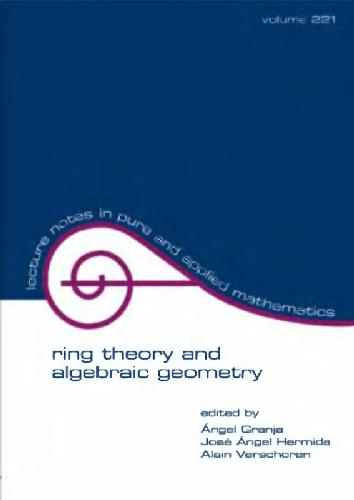 volume 221
lecture notes in pure and applied mathematics
ring theory and
algebraic geometry
edited by
Ángel Granja
José Ángel Hermida
Alain Verschoren